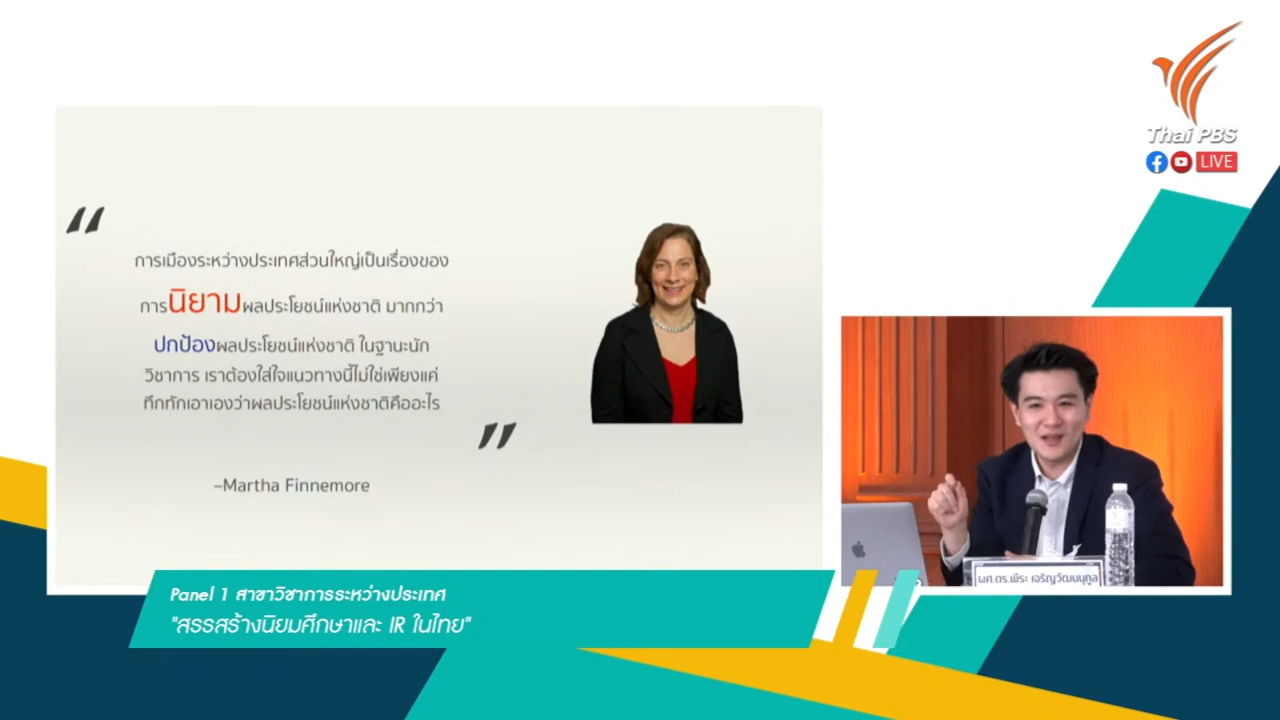 Thai PBS
LIVE
“
การเมืองระหว่างประเทศส่วนใหญ่เป็นเรื่องของ
การนิยามผลประโยชน์แห่งชาติ มากกว่า
ปกป้องผลประโยชน์แห่งชาติ ในฐานะนัก
วิชาการ เราต้องใส่ใจแนวทางนี้ไม่ใช่เพียงแค่
ทึกทักเอาเองว่าผลประโยชน์แห่งชาติคืออะไร
”
–Martha Finnemore
ผศ.ดร.พีระ เจริญวัฒนนุกูล
Panel 1 สาขาวิชาการระหว่างประเทศ
"สรรสร้างนิยมศึกษาและ IR ในไทย"